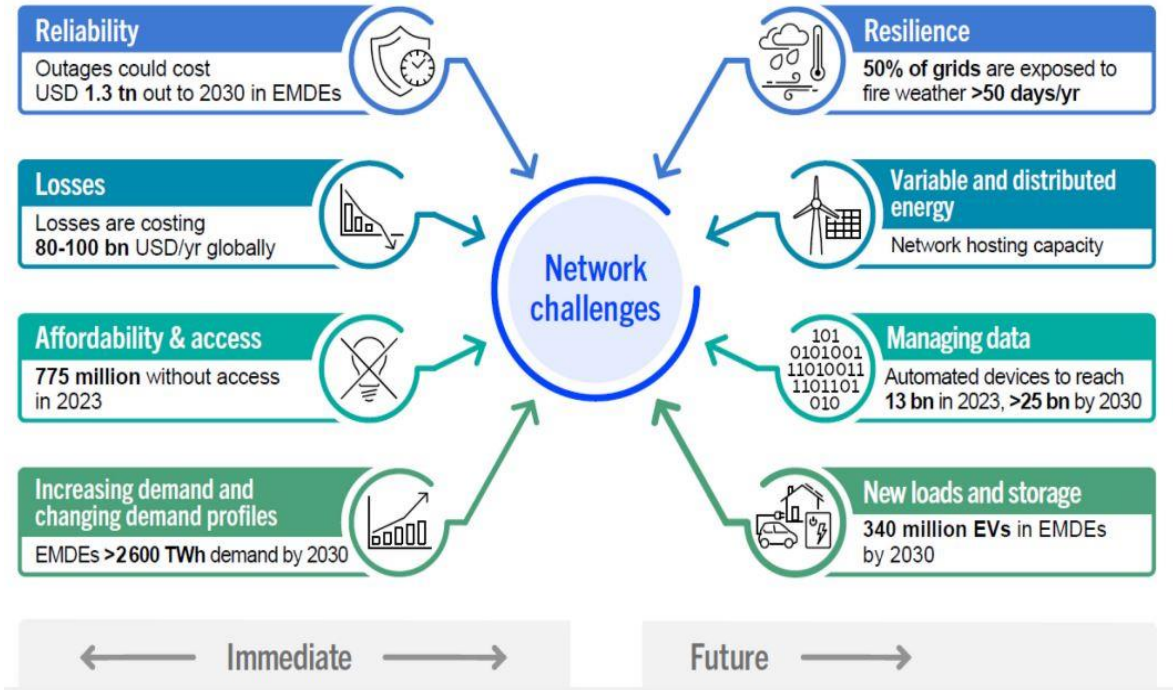 Reliability
Outages could cost
USD 1.3 tn out to 2030 in EMDEs
Losses
Losses are costing
80-100 bn USD/yr globally
Affordability & access
775 million without access
in 2023
Increasing demand and
changing demand profiles
EMDEs >2600 TWh demand by 2030
Network
challenges
Resilience
50% of grids are exposed to
fire weather >50 days/yr
Variable and distributed
energy
Network hosting capacity
101
0101001
11010011
1101101
010
Managing data
Automated devices to reach
13 bn in 2023, >25 bn by 2030
New loads and storage
340 million EVs in EMDEs
by 2030
Immediate
Future